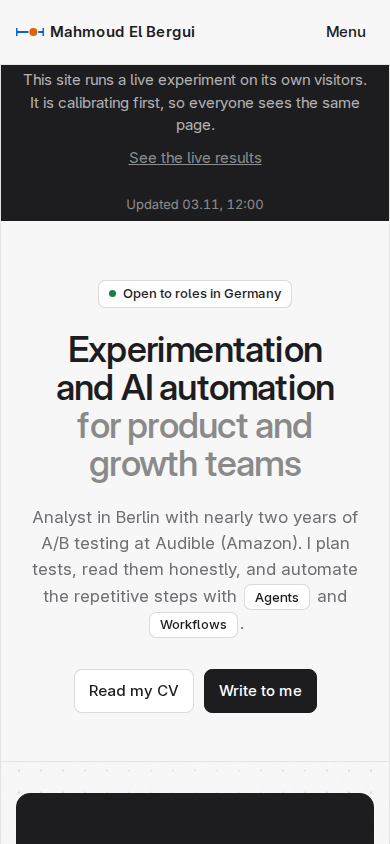 Mahmoud El Bergui
Menu
This site runs a live experiment on its own visitors.
It is calibrating first, so everyone sees the same
page.
See the live results
Updated 03.11, 12:00
Open to roles in Germany
Experimentation
and AI automation
for product and
growth teams
Analyst in Berlin with nearly two years of
A/B testing at Audible (Amazon). I plan
tests, read them honestly, and automate
the repetitive steps with Agents and
Workflows.
Read my CV
Write to me